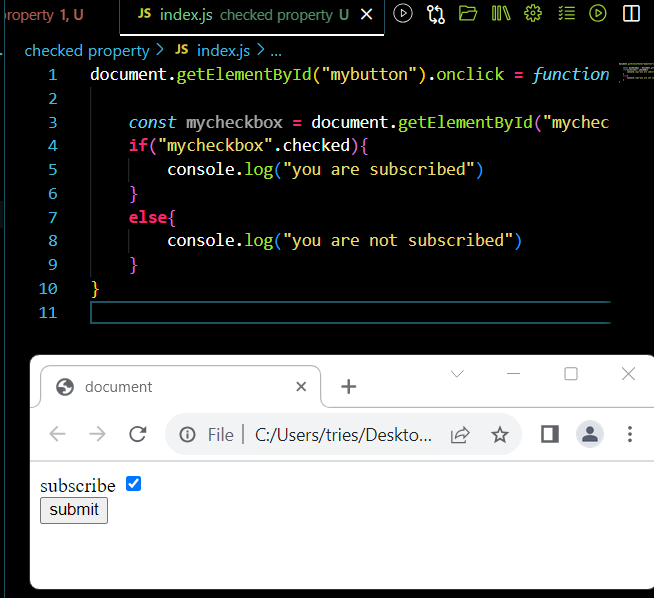 property 1, U JS index.js checked property U
checked property > JS index.js > ...
1 document.getElementById("mybutton").onclick = function
2
3 const mycheckbox = document.getElementById("mychec
4 if("mycheckbox".checked){
5 console.log("you are subscribed")
6 }
7 else{
8 console.log("you are not subscribed")
9 }
10 }
11
document
File | C:/Users/tries/Deskto...
subscribe
submit